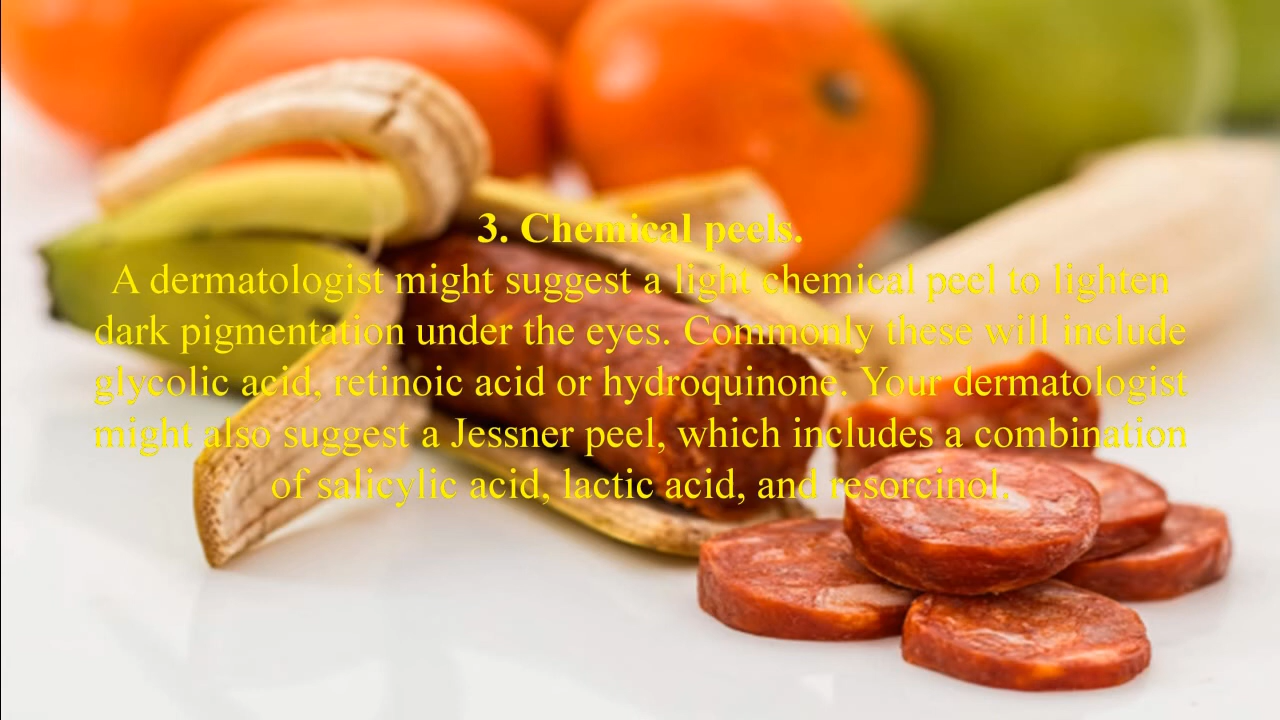 3. Chemical peels.
A dermatologist might suggest a light chemical peel to lighten
dark pigmentation under the eyes. Commonly these will include
glycolic acid, retinoic acid or hydroquinone. Your dermatologist
might also suggest a Jessner peel, which includes a combination
of salicylic acid, lactic acid, and resorcinol.